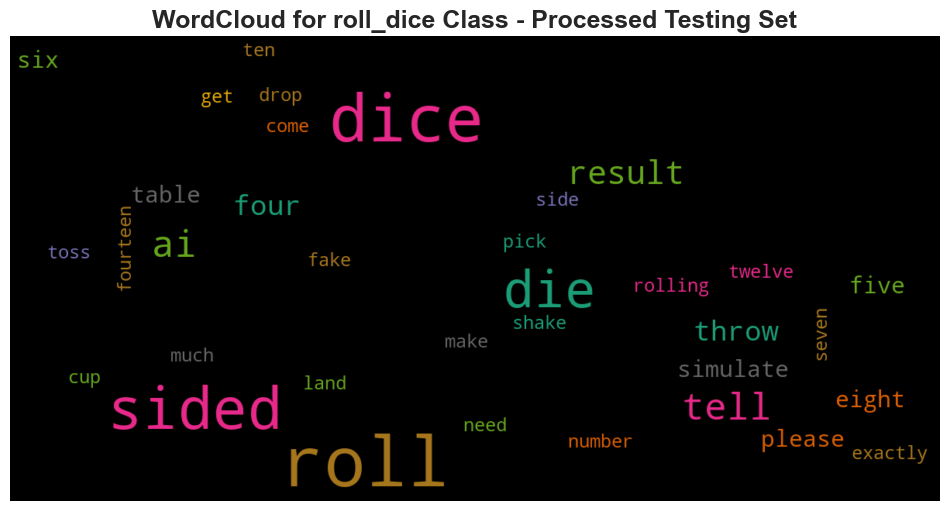 WordCloud for roll_dice Class - Processed Testing Set
ten
six
get
drop
dice
come
result
table
side
four
fourteen
ai
pick
toss
fake
twelve
die
rolling
five
shake
throw
seven
make
much
simulate
cup
land
sided
tell
eight
need
number
please
roll
exactly